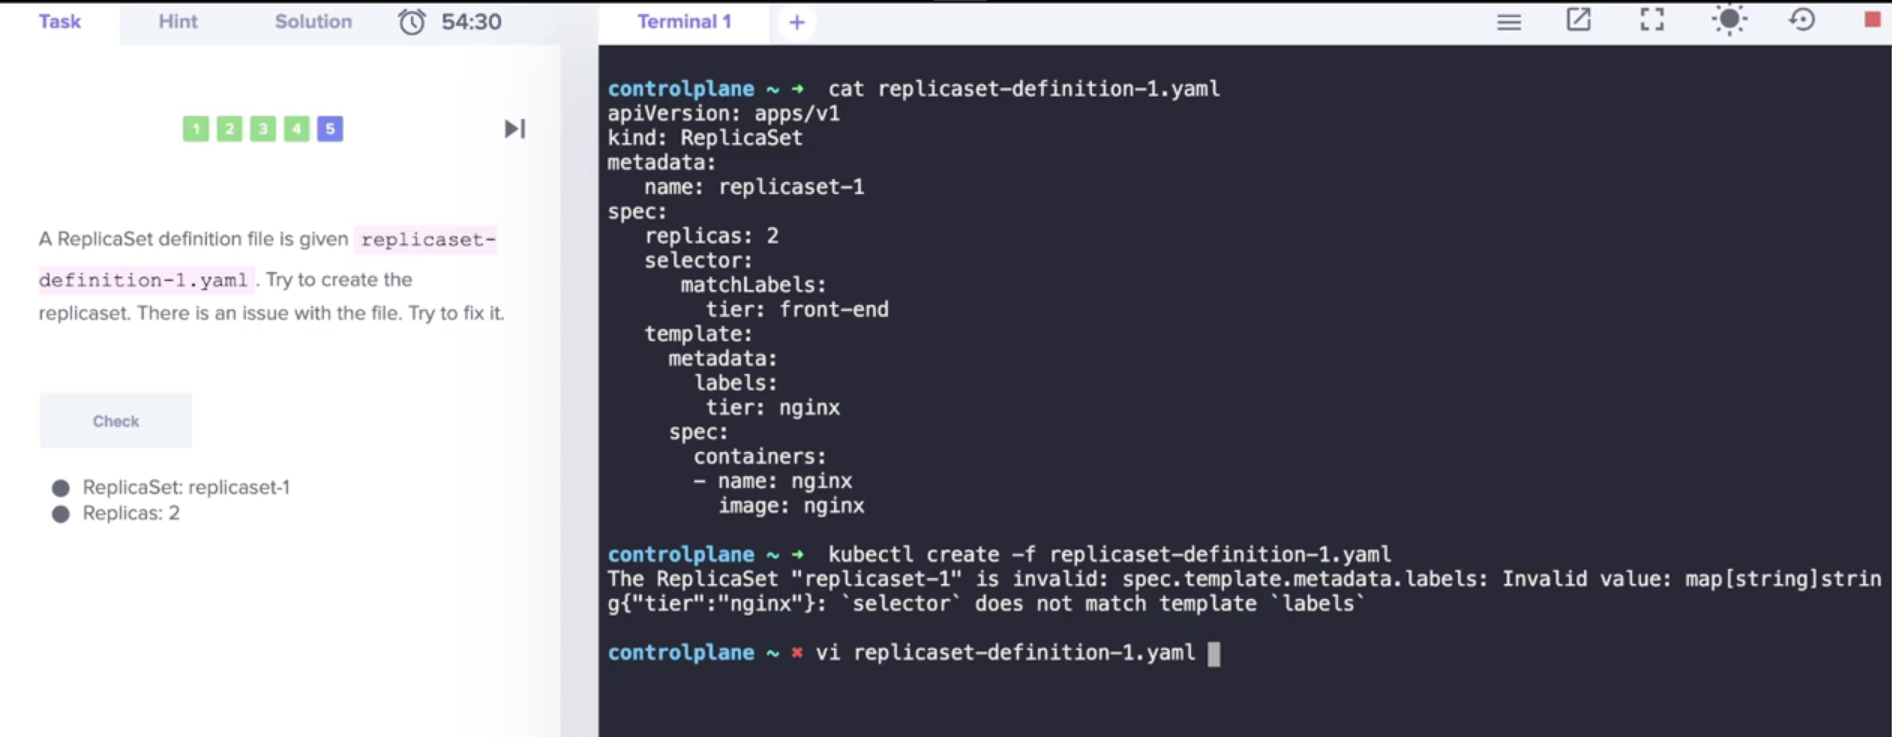 Task Hint Solution 54:30
1 2 3 4 5
A ReplicaSet definition file is given replicaset-
definition-1.yaml . Try to create the
replicaset. There is an issue with the file. Try to fix it.
Check
ReplicaSet: replicaset-1
Replicas: 2
Terminal 1 +
controlplane ~ ➜ cat replicaset-definition-1.yaml
apiVersion: apps/v1
kind: ReplicaSet
metadata:
   name: replicaset-1
spec:
   replicas: 2
   selector:
      matchLabels:
        tier: front-end
   template:
     metadata:
       labels:
        tier: nginx
     spec:
       containers:
       - name: nginx
         image: nginx
controlplane ~ ➜ kubectl create -f replicaset-definition-1.yaml
The ReplicaSet "replicaset-1" is invalid: spec.template.metadata.labels: Invalid value: map[string]strin
g{"tier":"nginx"}: `selector` does not match template `labels`
controlplane ~ ✖ vi replicaset-definition-1.yaml